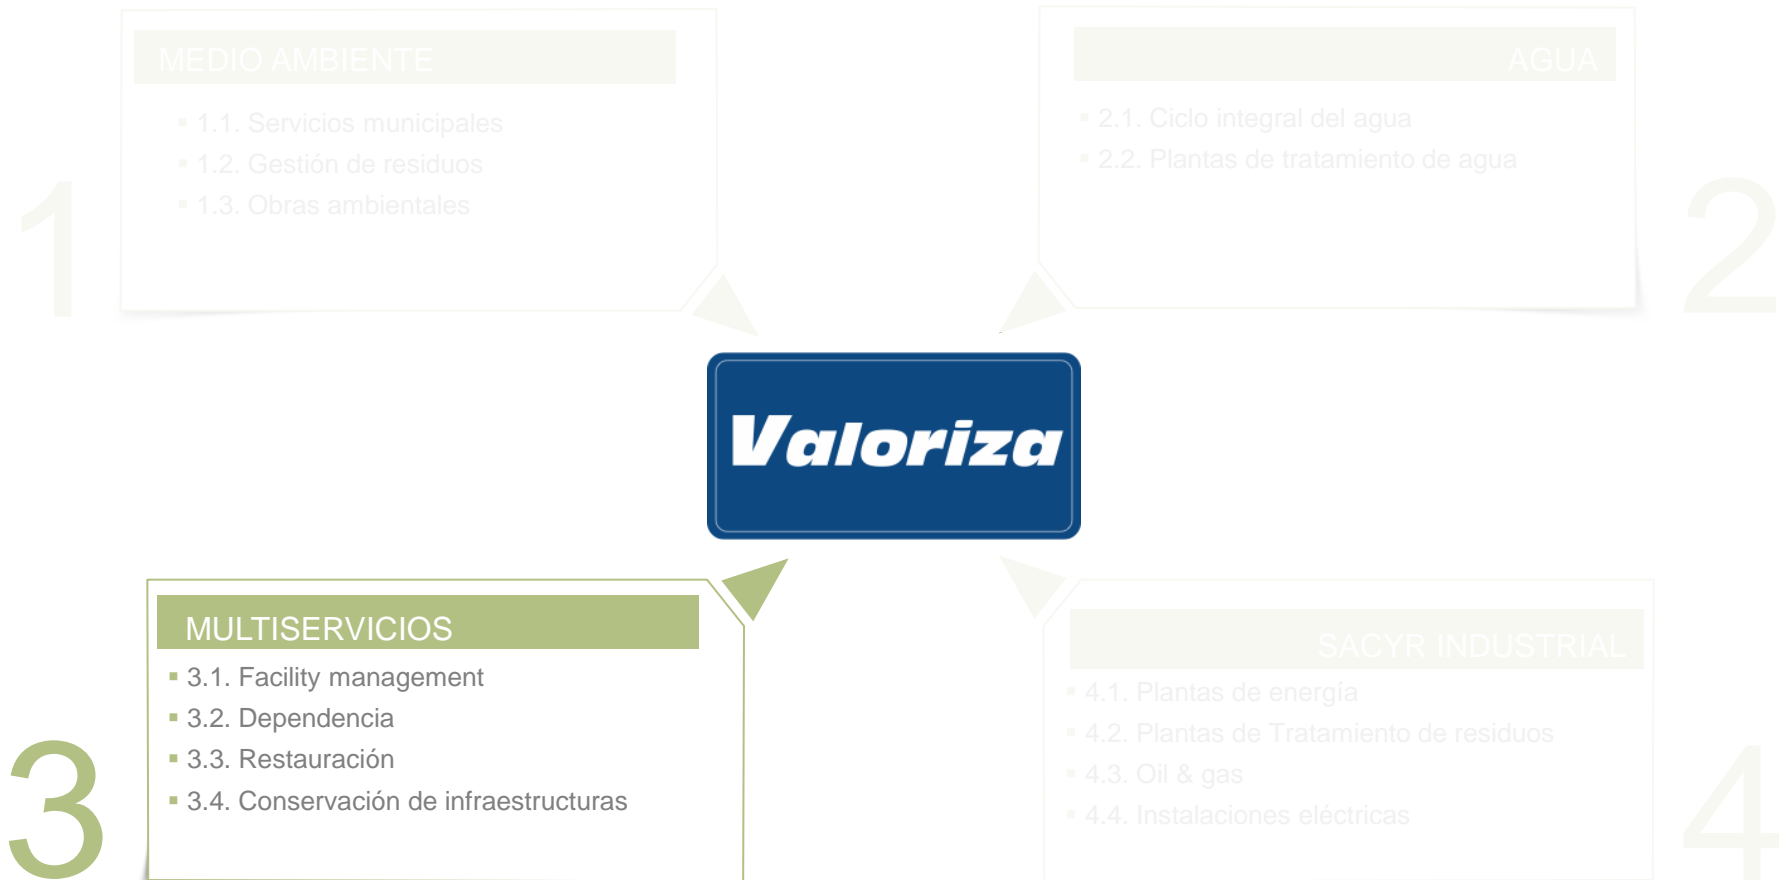 MEDIO AMBIENTE
1.1. Servicios municipales
1.2. Gestión de residuos
1.3. Obras ambientales
1
AGUA
2.1. Ciclo integral del agua
2.2. Plantas de tratamiento de agua
2
Valoriza
MULTISERVICIOS
3.1. Facility management
3.2. Dependencia
3.3. Restauración
3.4. Conservación de infraestructuras
3
SACYR INDUSTRIAL
4.1. Plantas de energía
4.2. Plantas de Tratamiento de residuos
4.3. Oil & gas
4.4. Instalaciones eléctricas
4